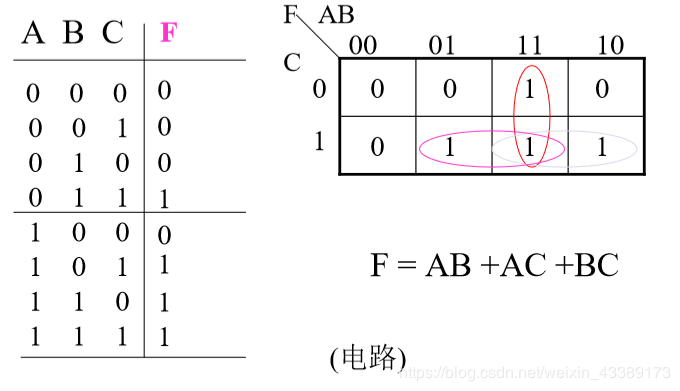 A B C F
0 0 0 0
0 0 1 0
0 1 0 0
0 1 1 1
1 0 0 0
1 0 1 1
1 1 0 1
1 1 1 1
F AB
00 01 11 10
C
0 0 0 1 0
1 0 1 1 1
F = AB +AC +BC
(电路)
https://blog.csdn.net/weixin_43389173